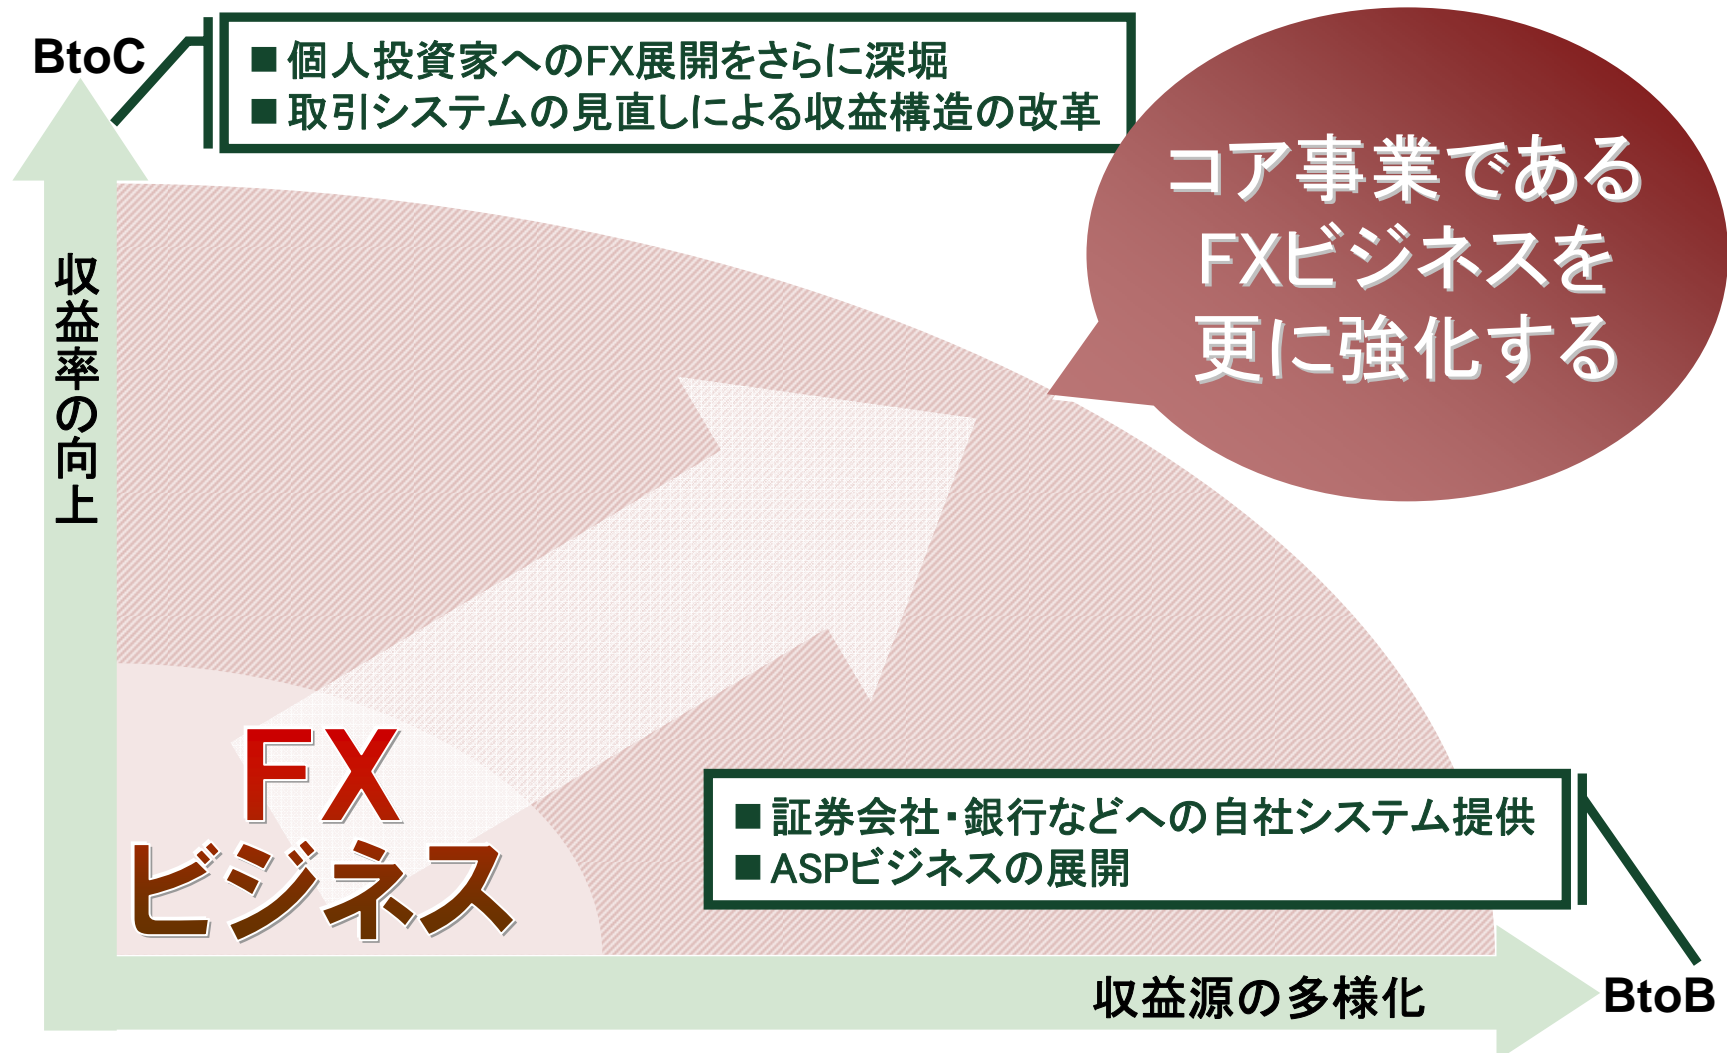 BtoC
■ 個人投資家へのFX展開をさらに深堀
■ 取引システムの見直しによる収益構造の改革
コア事業である
FXビジネスを
更に強化する
収益率の向上
FX
ビジネス
■ 証券会社・銀行などへの自社システム提供
■ ASPビジネスの展開
収益源の多様化
BtoB